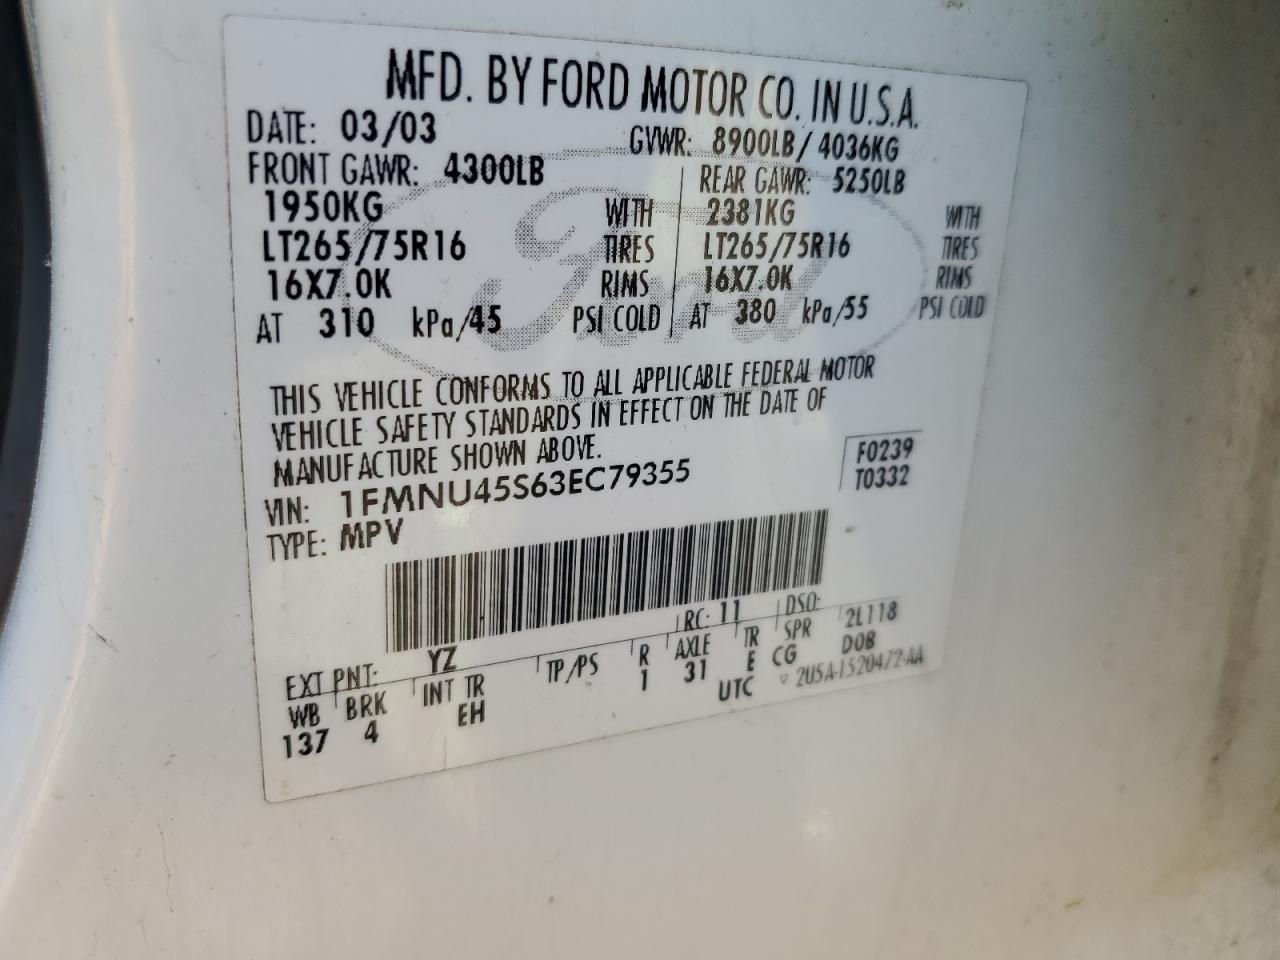 MFD. BY FORD MOTOR CO. IN U.S.A.
DATE: 03/03 GVWR: 8900LB/ 4036KG
FRONT GAWR: 4300LB REAR GAWR: 5250LB
1950KG WITH 2381KG WITH
LT265/75R16 TIRES LT265/75R16 TIRES
16X7.0K RIMS 16X7.0K RIMS
AT 310 kPa/45 PSI COLD AT 380 kPa/55 PSI COLD
Ford
THIS VEHICLE CONFORMS TO ALL APPLICABLE FEDERAL MOTOR
VEHICLE SAFETY STANDARDS IN EFFECT ON THE DATE OF
MANUFACTURE SHOWN ABOVE.
F0239
T0332
VIN: 1FMNU45S63EC79355
TYPE: MPV
EXT PNT: YZ RC: 11 DSO:
WB BRK INT TR TP/PS R AXLE TR SPR 2L118
137 4 EH 1 31 E CG DOB
UTC ▽ 2U5A-1520472-AA